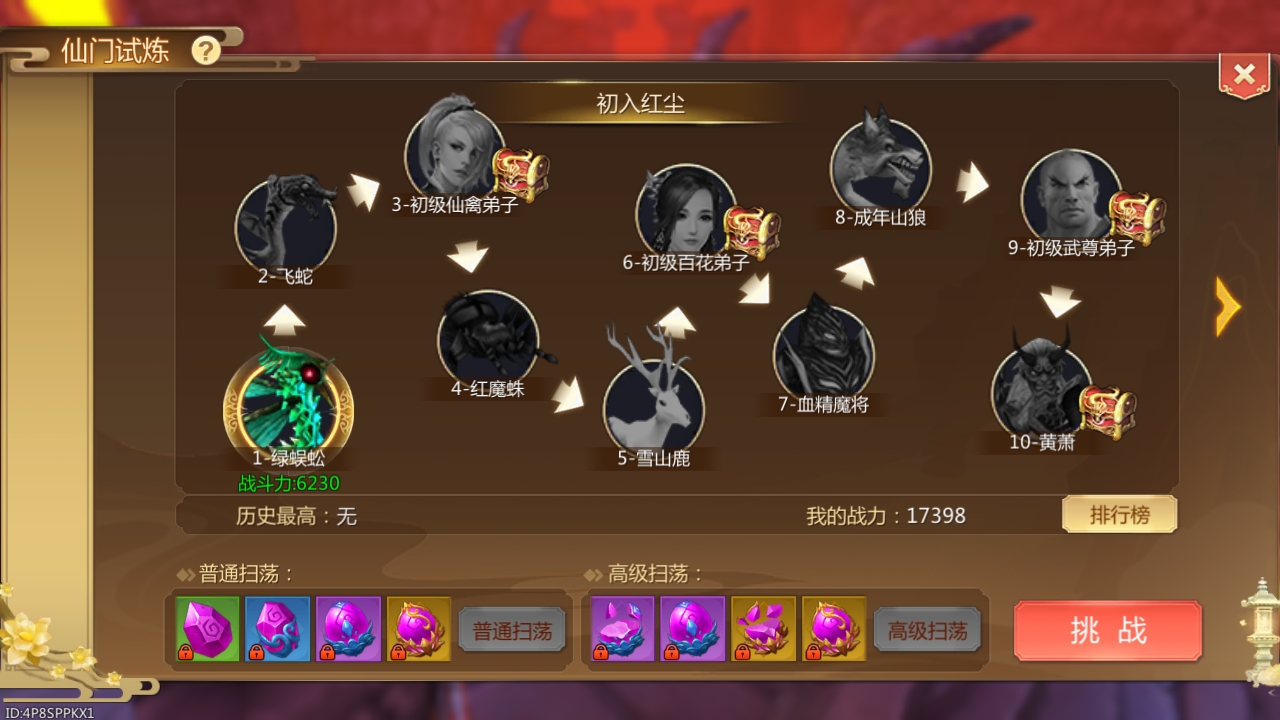 仙门试炼 ?
初入红尘
3-初级仙禽弟子
8-成年山狼
9-初级武尊弟子
6-初级百花弟子
2-飞蛇
4-红魔蛛
7-血精魔将
10-黄萧
1-绿蜈蚣
5-雪山鹿
战斗力:6230
历史最高：无
我的战力：17398
排行榜
普通扫荡：
高级扫荡：
普通扫荡
高级扫荡
挑 战
ID:4P8SPPKX1